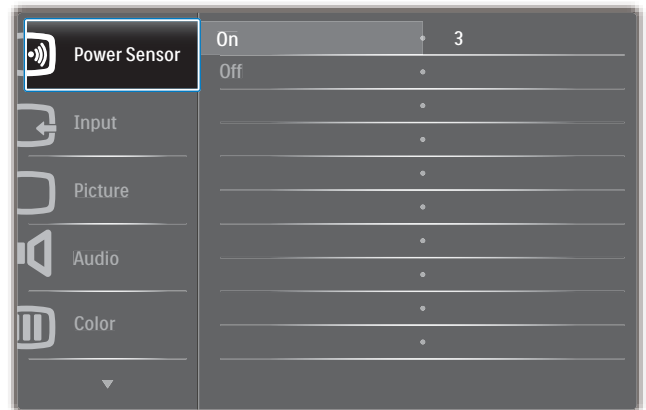 Power Sensor
On 3
Off
Input
Picture
Audio
Color